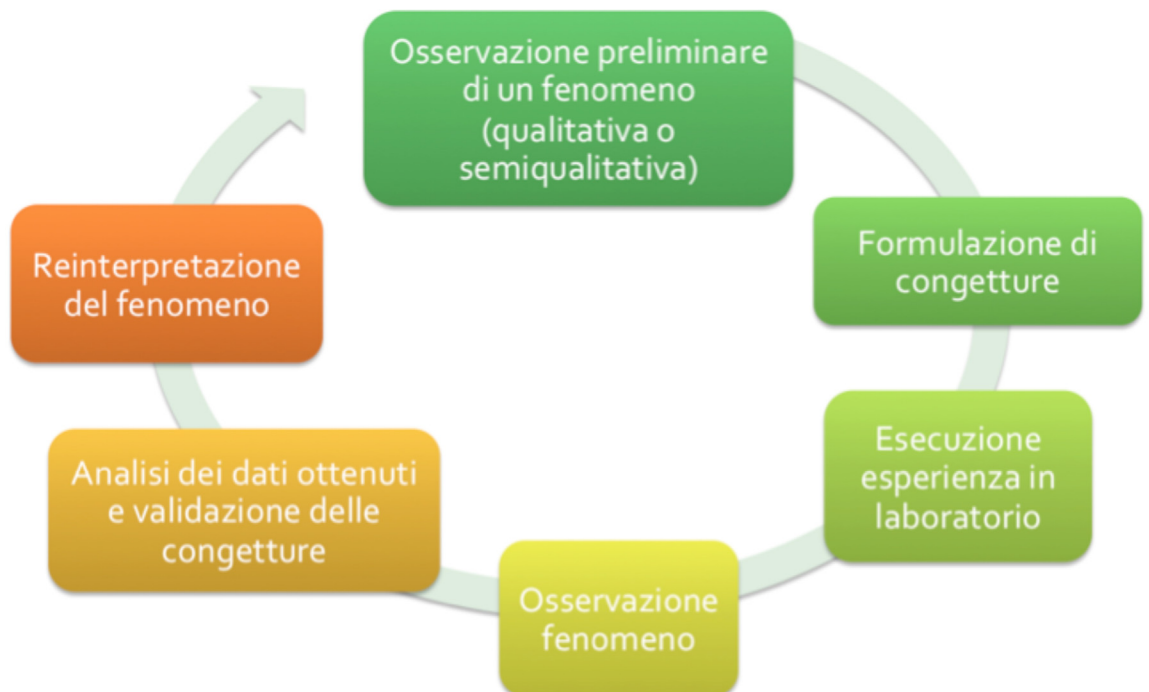 Osservazione preliminare
di un fenomeno
(qualitativa o
semiqualitativa)
Formulazione di
congetture
Esecuzione
esperienza in
laboratorio
Osservazione
fenomeno
Analisi dei dati ottenuti
e validazione delle
congetture
Reinterpretazione
del fenomeno